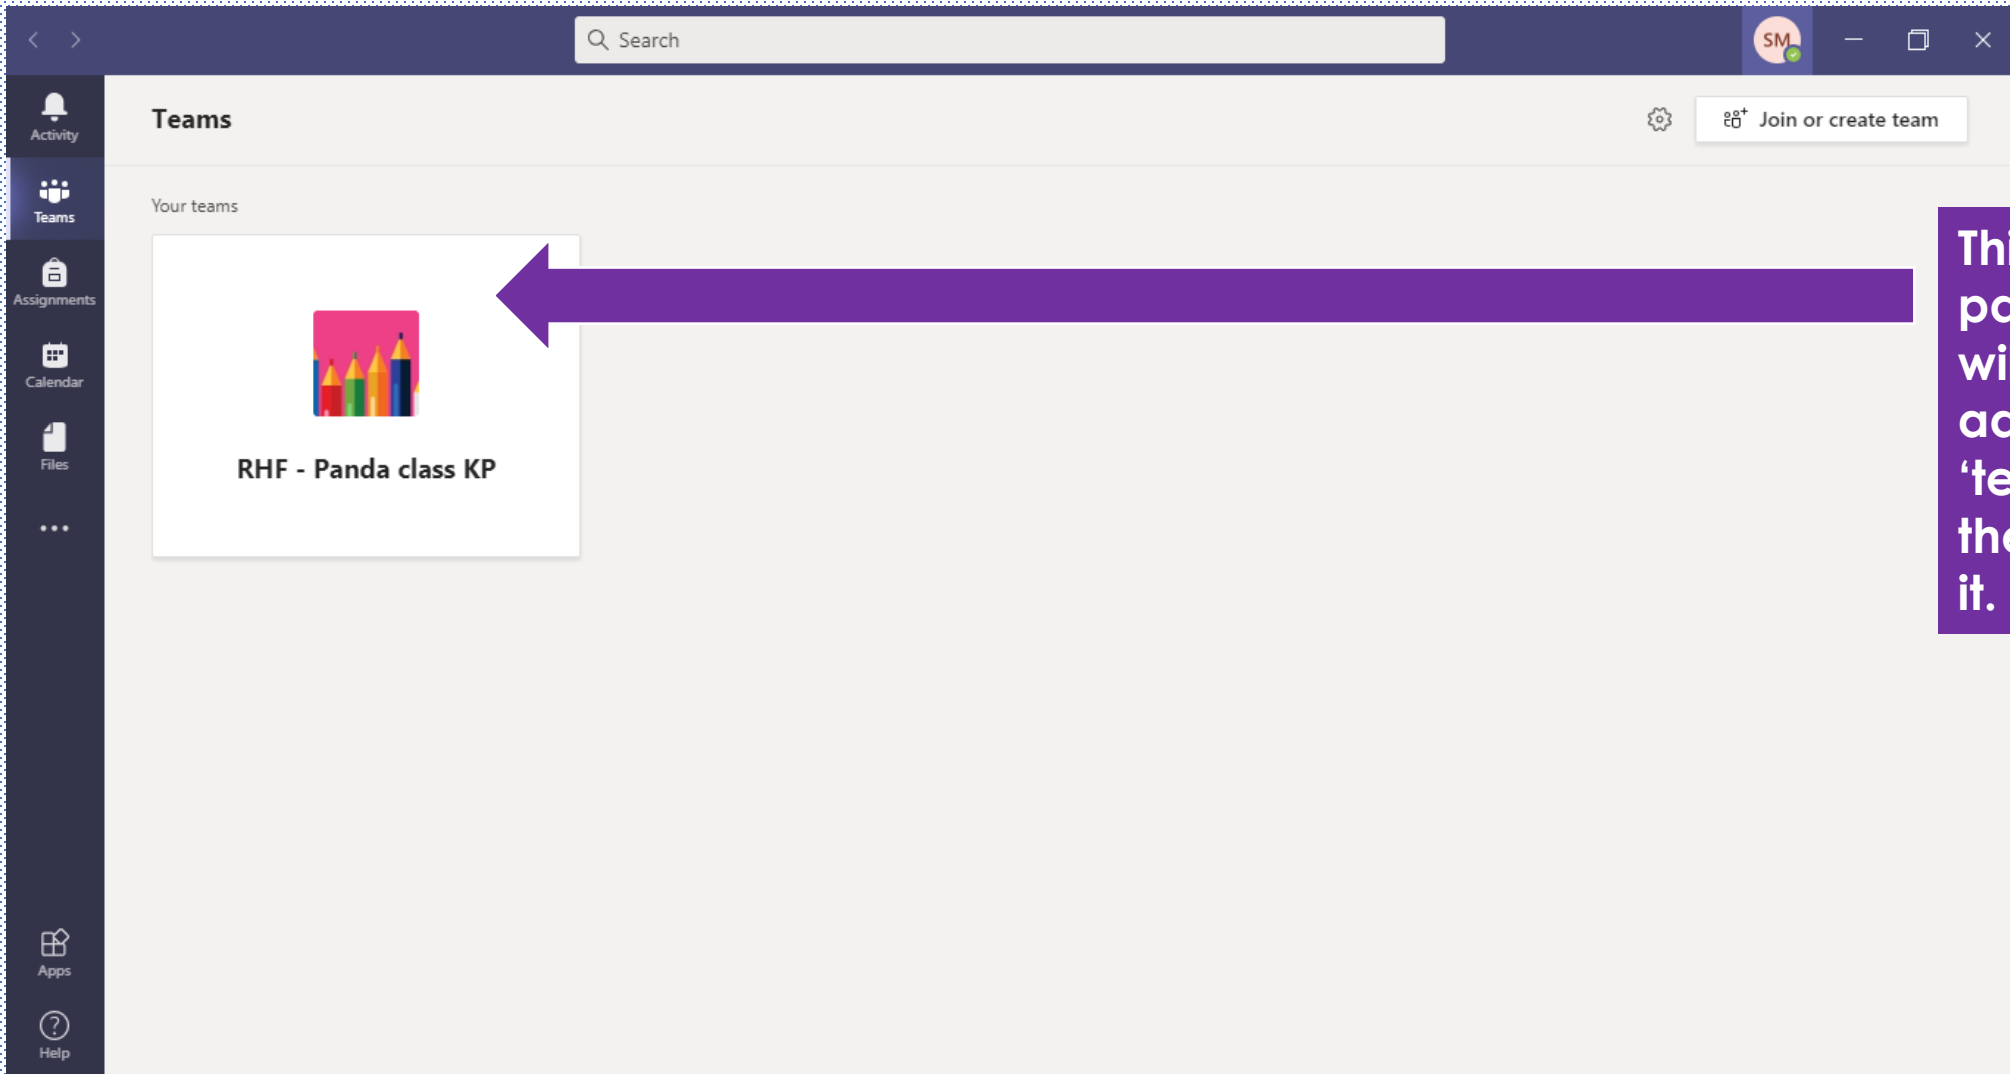 Search
SM
Activity
Teams
Join or create team
Teams
Your teams
Assignments
Calendar
Files
RHF - Panda class KP
it.
Apps
Help